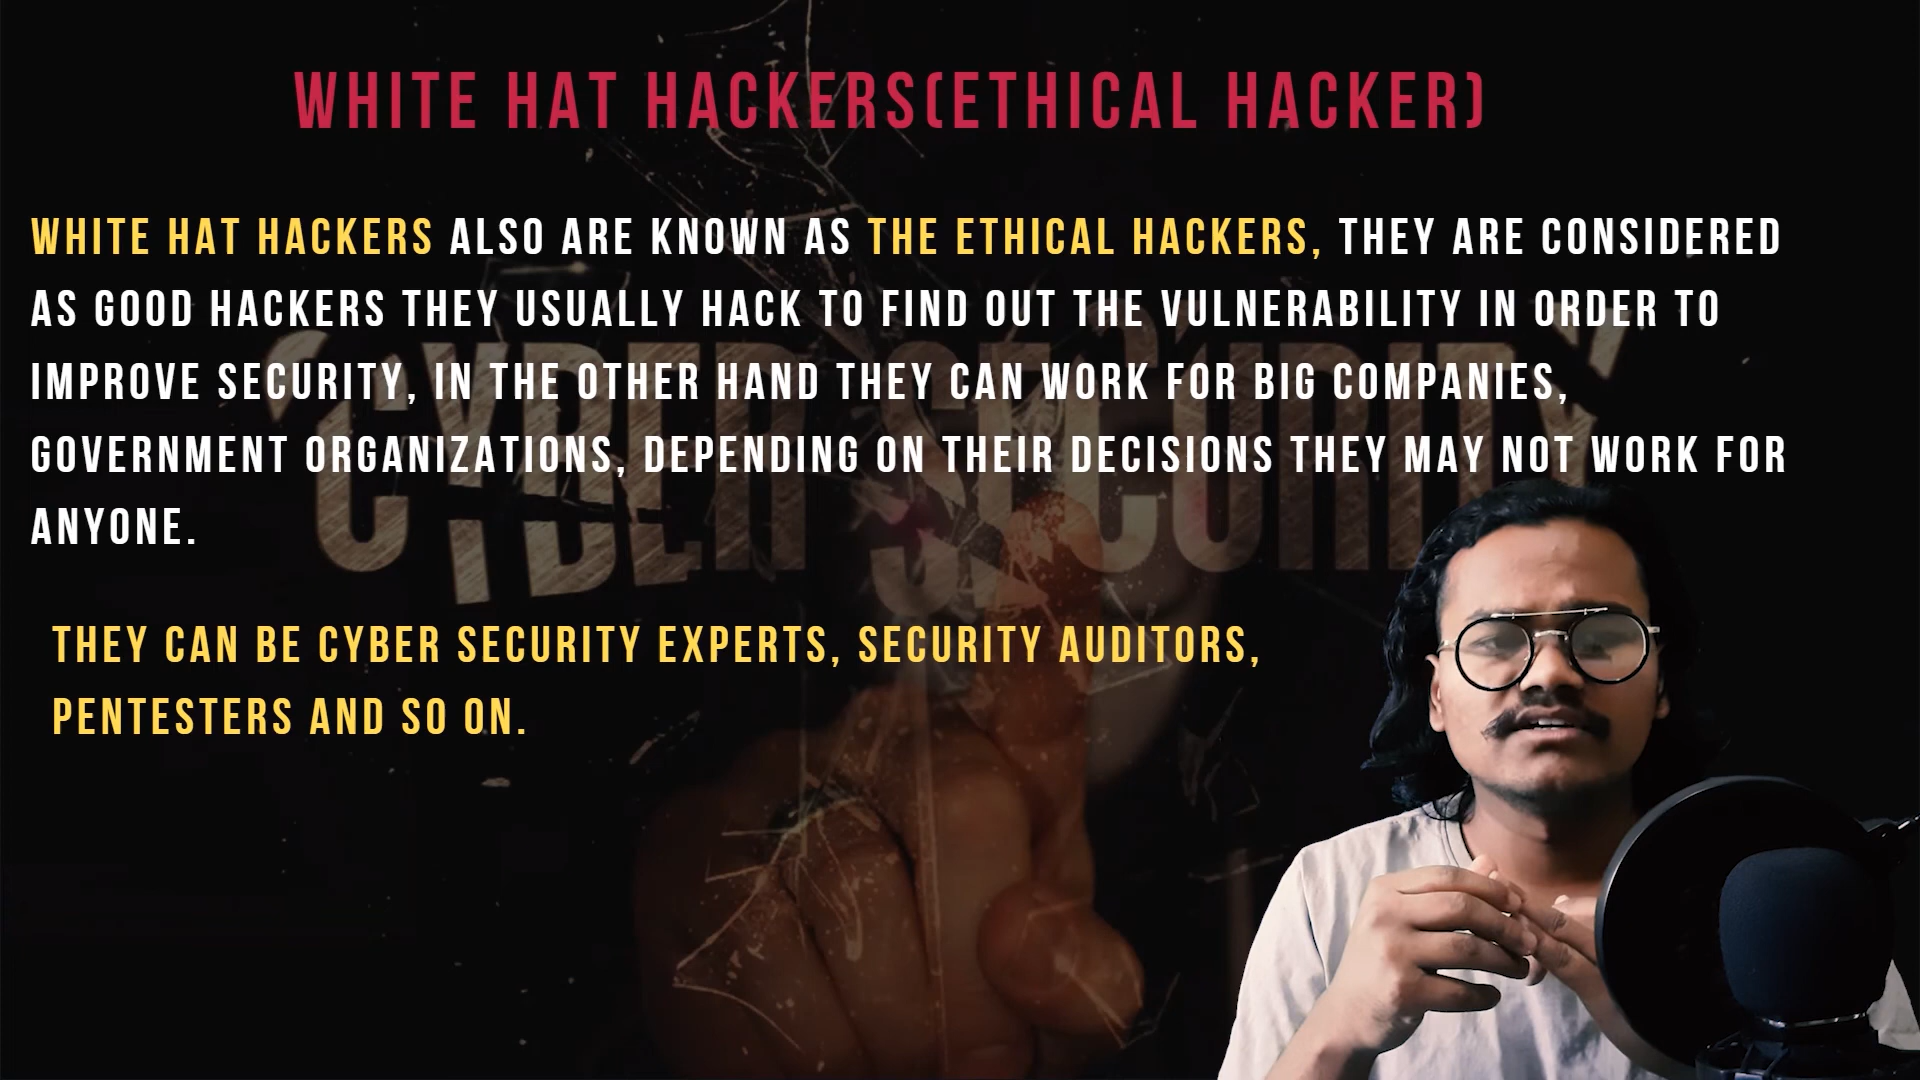 WHITE HAT HACKERS(ETHICAL HACKER)
WHITE HAT HACKERS ALSO ARE KNOWN AS THE ETHICAL HACKERS, THEY ARE CONSIDERED
AS GOOD HACKERS THEY USUALLY HACK TO FIND OUT THE VULNERABILITY IN ORDER TO
IMPROVE SECURITY, IN THE OTHER HAND THEY CAN WORK FOR BIG COMPANIES,
GOVERNMENT ORGANIZATIONS, DEPENDING ON THEIR DECISIONS THEY MAY NOT WORK FOR
ANYONE.
CYBER SECURITY
THEY CAN BE CYBER SECURITY EXPERTS, SECURITY AUDITORS,
PENTESTERS AND SO ON.